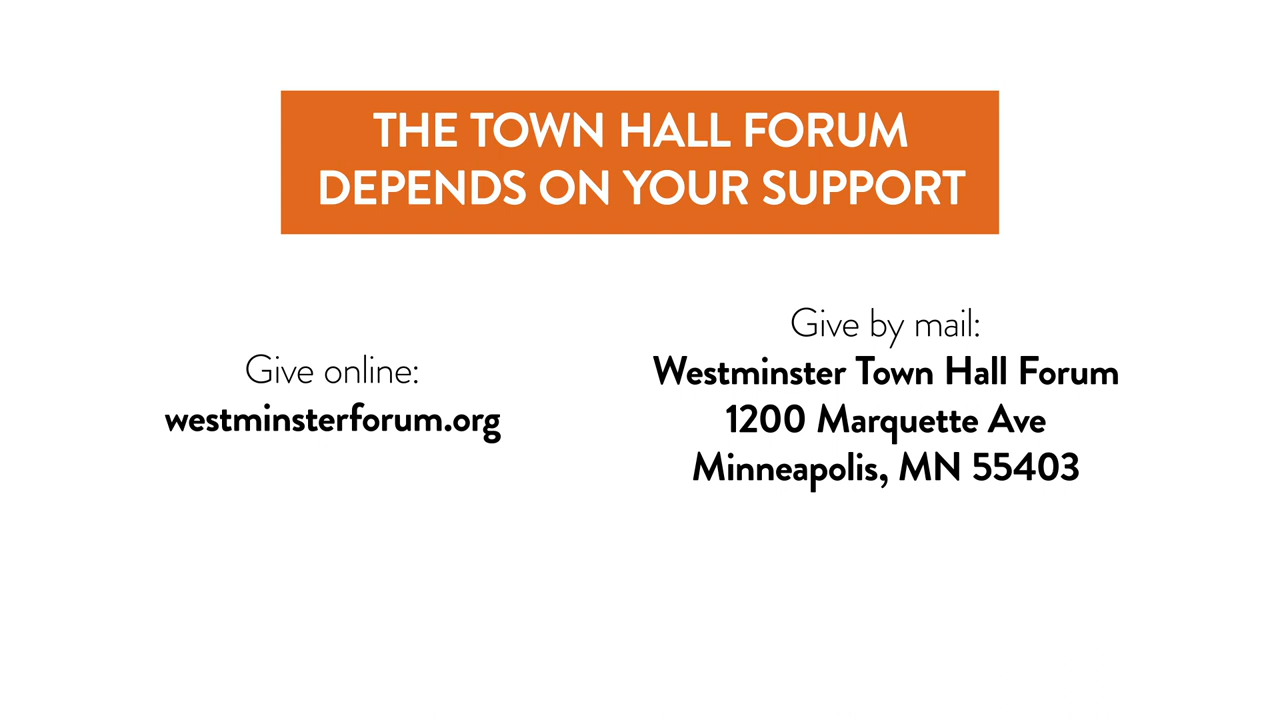 THE TOWN HALL FORUM
DEPENDS ON YOUR SUPPORT
Give online:
westminsterforum.org
Give by mail:
Westminster Town Hall Forum
1200 Marquette Ave
Minneapolis, MN 55403